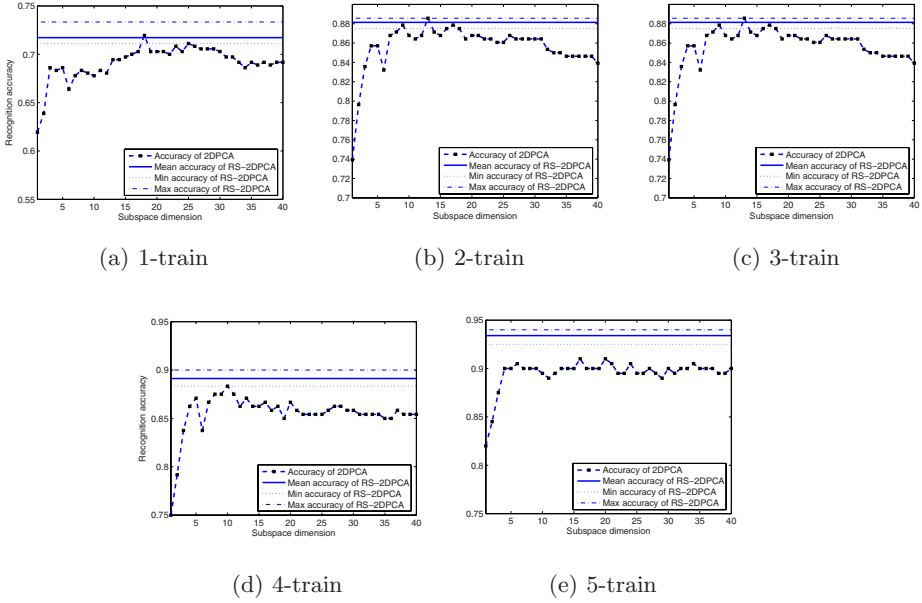 0.75
0.7
0.65
0.6
0.55
Recognition accuracy
Accuracy of 2DPCA
Mean accuracy of RS−2DPCA
Min accuracy of RS−2DPCA
Max accuracy of RS−2DPCA
5 10 15 20 25 30 35 40
Subspace dimension
(a) 1-train
0.88
0.86
0.84
0.82
0.8
0.78
0.76
0.74
0.72
0.7
Accuracy of 2DPCA
Mean accuracy of RS−2DPCA
Min accuracy of RS−2DPCA
Max accuracy of RS−2DPCA
5 10 15 20 25 30 35 40
Subspace dimension
(b) 2-train
0.88
0.86
0.84
0.82
0.8
0.78
0.76
0.74
0.72
0.7
Accuracy of 2DPCA
Mean accuracy of RS−2DPCA
Min accuracy of RS−2DPCA
Max accuracy of RS−2DPCA
5 10 15 20 25 30 35 40
Subspace dimension
(c) 3-train
0.95
0.9
0.85
0.8
0.75
Recognition accuracy
Accuracy of 2DPCA
Mean accuracy of RS−2DPCA
Min accuracy of RS−2DPCA
Max accuracy of RS−2DPCA
5 10 15 20 25 30 35 40
Subspace dimension
(d) 4-train
0.95
0.9
0.85
0.8
0.75
Accuracy of 2DPCA
Mean accuracy of RS−2DPCA
Min accuracy of RS−2DPCA
Max accuracy of RS−2DPCA
5 10 15 20 25 30 35 40
Subspace dimension
(e) 5-train